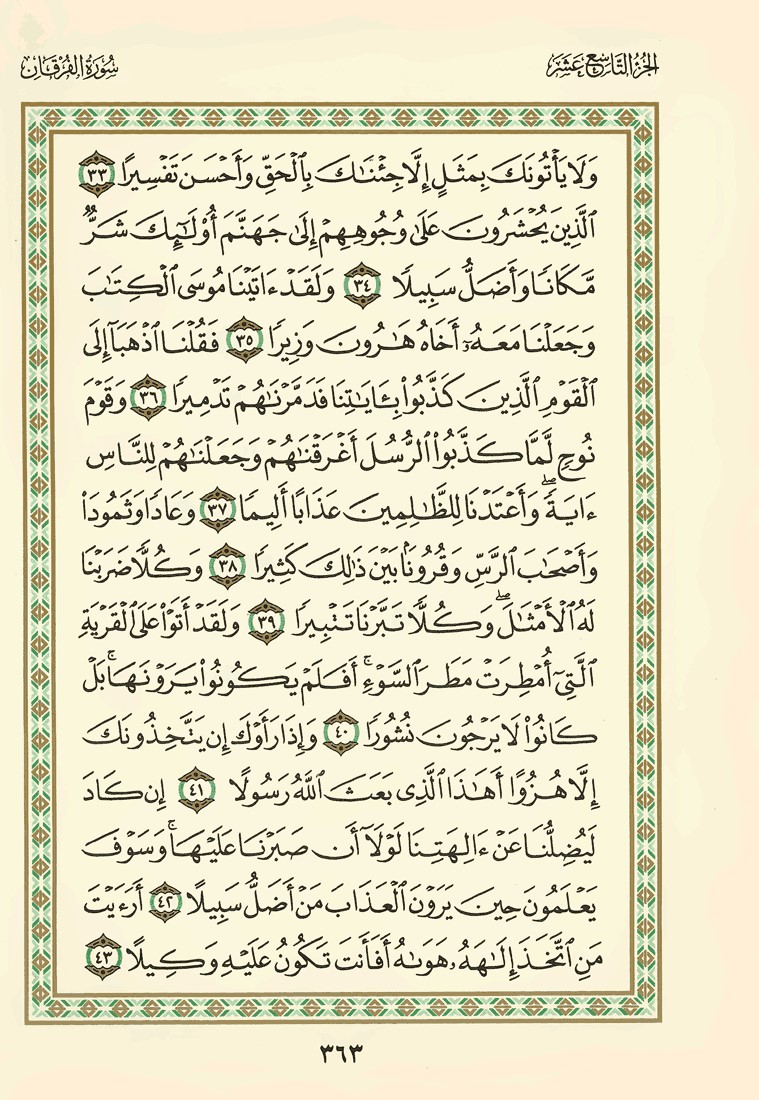 الجزء التاسع عشر
سورة الفرقان
وَلَا يَأْتُونَكَ بِمَثَلٍ إِلَّا جِئْنَٰكَ بِٱلْحَقِّ وَأَحْسَنَ تَفْسِيرًا ٣٣
ٱلَّذِينَ يُحْشَرُونَ عَلَىٰ وُجُوهِهِمْ إِلَىٰ جَهَنَّمَ أُو۟لَٰٓئِكَ شَرٌّ
مَّكَانًا وَأَضَلُّ سَبِيلًا ٣٤ وَلَقَدْ ءَاتَيْنَا مُوسَى ٱلْكِتَٰبَ
وَجَعَلْنَا مَعَهُۥٓ أَخَاهُ هَٰرُونَ وَزِيرًا ٣٥ فَقُلْنَا ٱذْهَبَآ إِلَى
ٱلْقَوْمِ ٱلَّذِينَ كَذَّبُوا۟ بِـَٔايَٰتِنَا فَدَمَّرْنَٰهُمْ تَدْمِيرًا ٣٦ وَقَوْمَ
نُوحٍ لَّمَّا كَذَّبُوا۟ ٱلرُّسُلَ أَغْرَقْنَٰهُمْ وَجَعَلْنَٰهُمْ لِلنَّاسِ
ءَايَةً ۖ وَأَعْتَدْنَا لِلظَّٰلِمِينَ عَذَابًا أَلِيمًا ٣٧ وَعَادًا وَثَمُودَا۟
وَأَصْحَٰبَ ٱلرَّسِّ وَقُرُونًۢا بَيْنَ ذَٰلِكَ كَثِيرًا ٣٨ وَكُلًّا ضَرَبْنَا
لَهُ ٱلْأَمْثَٰلَ ۖ وَكُلًّا تَبَّرْنَا تَتْبِيرًا ٣٩ وَلَقَدْ أَتَوْا۟ عَلَى ٱلْقَرْيَةِ
ٱلَّتِىٓ أُمْطِرَتْ مَطَرَ ٱلسَّوْءِ ۚ أَفَلَمْ يَكُونُوا۟ يَرَوْنَهَا ۚ بَلْ
كَانُوا۟ لَا يَرْجُونَ نُشُورًا ٤٠ وَإِذَا رَأَوْكَ إِن يَتَّخِذُونَكَ
إِلَّا هُزُوًا أَهَٰذَا ٱلَّذِى بَعَثَ ٱللَّهُ رَسُولًا ٤١ إِن كَادَ
لَيُضِلُّنَا عَنْ ءَالِهَتِنَا لَوْلَآ أَن صَبَرْنَا عَلَيْهَا ۚ وَسَوْفَ
يَعْلَمُونَ حِينَ يَرَوْنَ ٱلْعَذَابَ مَنْ أَضَلُّ سَبِيلًا ٤٢ أَرَءَيْتَ
مَنِ ٱتَّخَذَ إِلَٰهَهُۥ هَوَىٰهُ أَفَأَنتَ تَكُونُ عَلَيْهِ وَكِيلًا ٤٣
٣٦٣